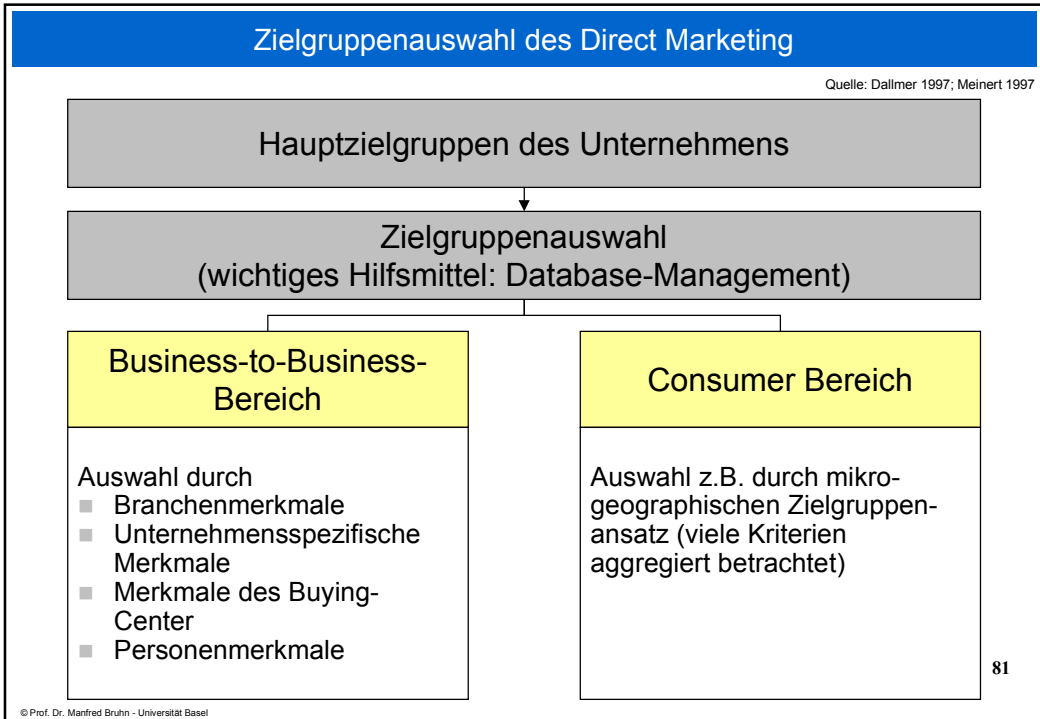 Zielgruppenauswahl des Direct Marketing
Quelle: Dallmer 1997; Meinert 1997
Hauptzielgruppen des Unternehmens
Zielgruppenauswahl
(wichtiges Hilfsmittel: Database-Management)
Business-to-Business-
Bereich
Auswahl durch
Branchenmerkmale
Unternehmensspezifische
Merkmale
Merkmale des Buying-
Center
Personenmerkmale
Consumer Bereich
Auswahl z.B. durch mikro-
geographischen Zielgruppen-
ansatz (viele Kriterien
aggregiert betrachtet)
81
© Prof. Dr. Manfred Bruhn - Universität Basel